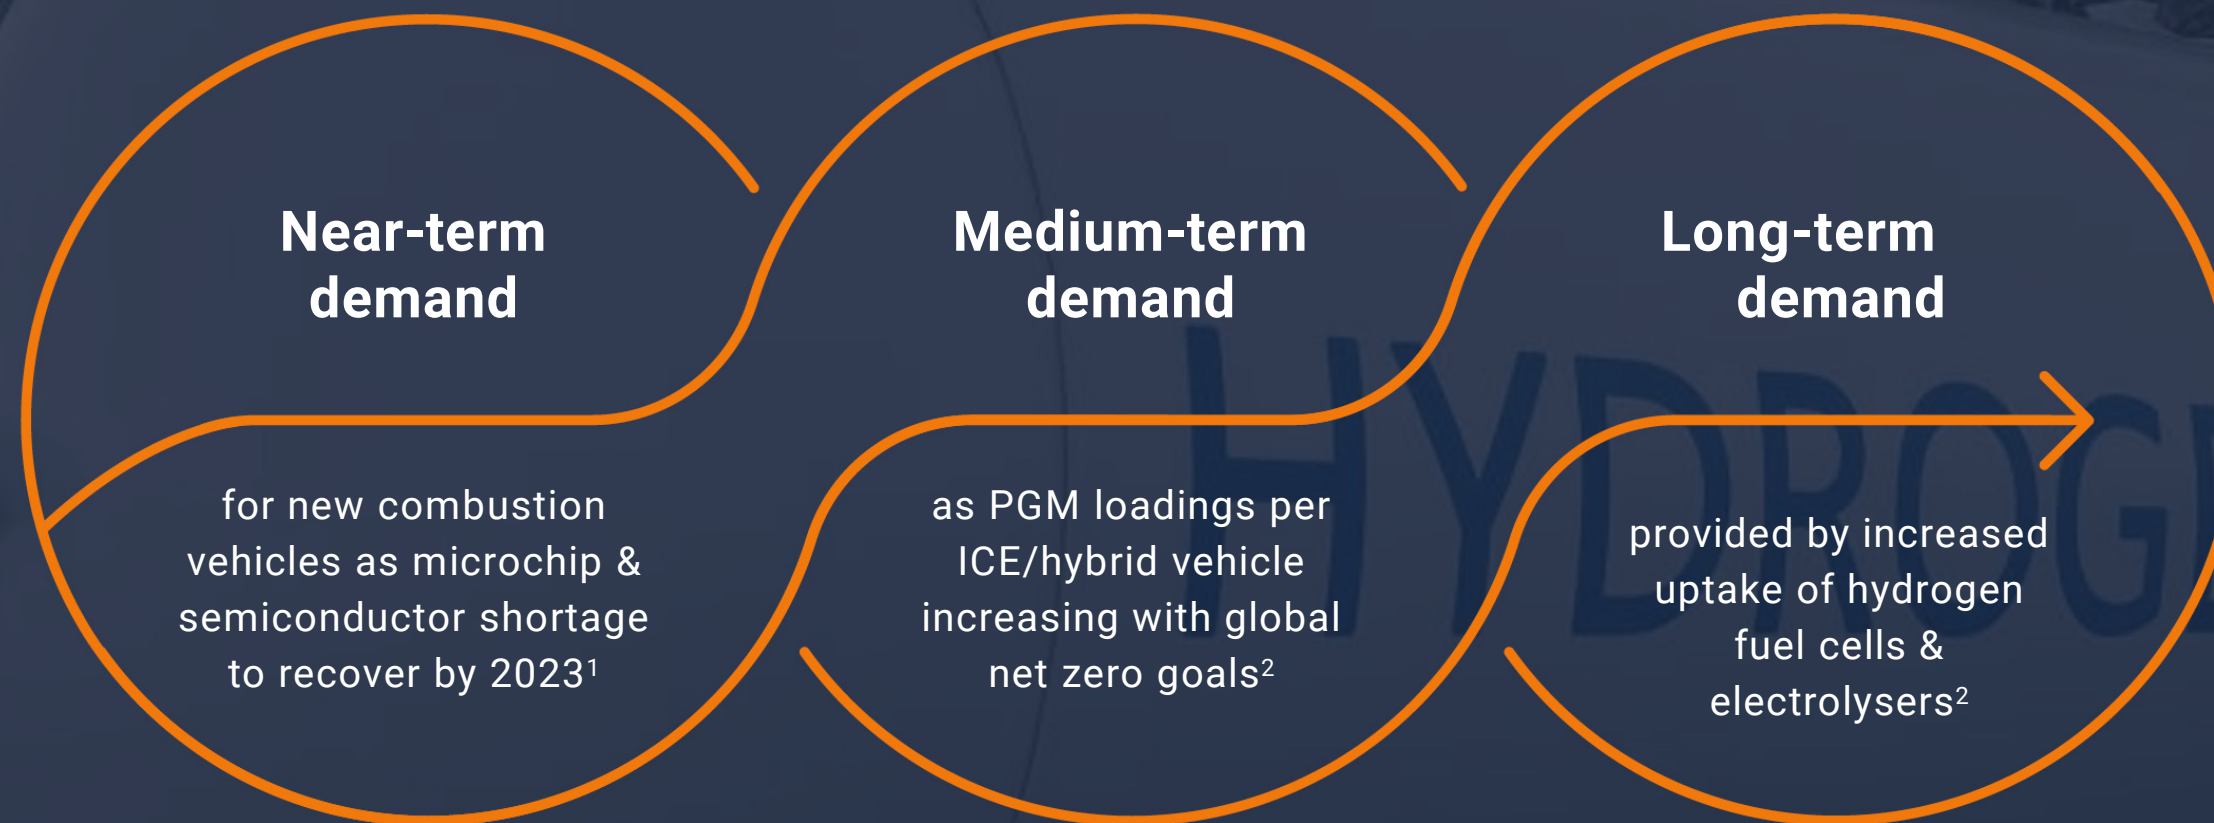 Near-term
demand
for new combustion
vehicles as microchip &
semiconductor shortage
to recover by 2023¹
Medium-term
demand
as PGM loadings per
ICE/hybrid vehicle
increasing with global
net zero goals²
Long-term
demand
provided by increased
uptake of hydrogen
fuel cells &
electrolysers²
HYDROGE